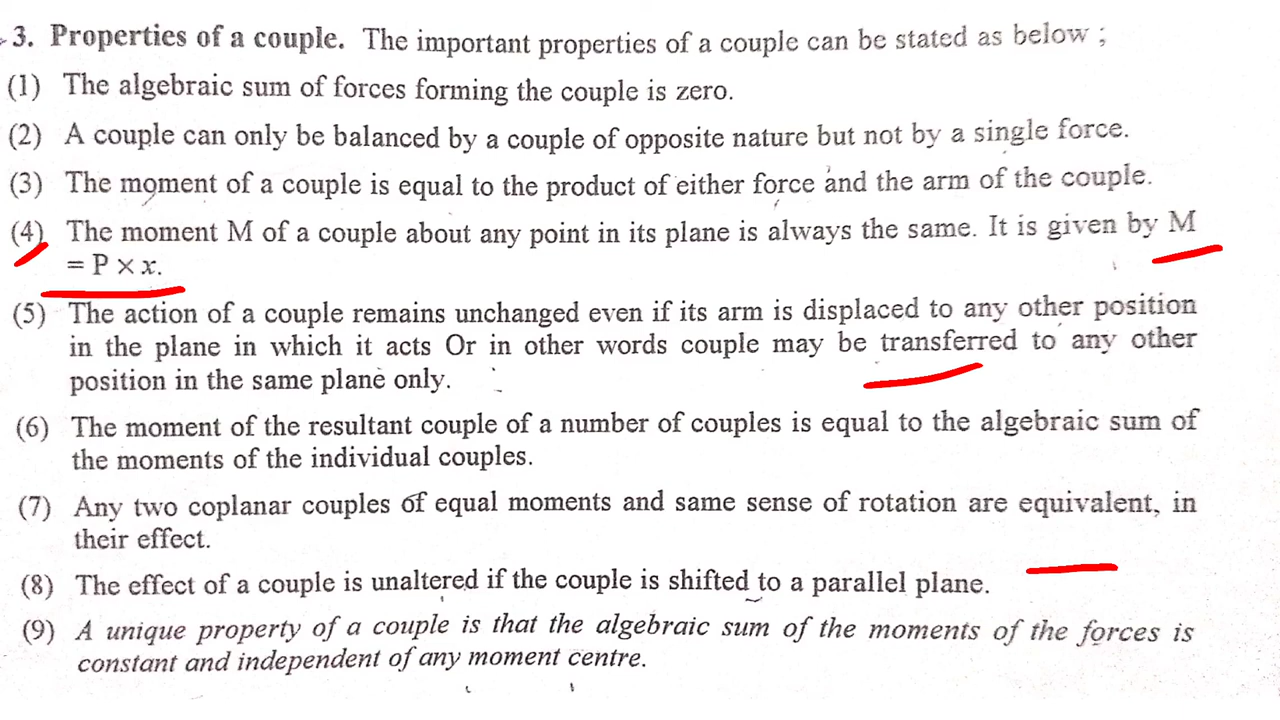 3. Properties of a couple. The important properties of a couple can be stated as below ;
(1) The algebraic sum of forces forming the couple is zero.
(2) A couple can only be balanced by a couple of opposite nature but not by a single force.
(3) The moment of a couple is equal to the product of either force and the arm of the couple.
(4) The moment M of a couple about any point in its plane is always the same. It is given by M
= P × x.
(5) The action of a couple remains unchanged even if its arm is displaced to any other position
in the plane in which it acts Or in other words couple may be transferred to any other
position in the same plane only.
(6) The moment of the resultant couple of a number of couples is equal to the algebraic sum of
the moments of the individual couples.
(7) Any two coplanar couples of equal moments and same sense of rotation are equivalent, in
their effect.
(8) The effect of a couple is unaltered if the couple is shifted to a parallel plane.
(9) A unique property of a couple is that the algebraic sum of the moments of the forces is
constant and independent of any moment centre.